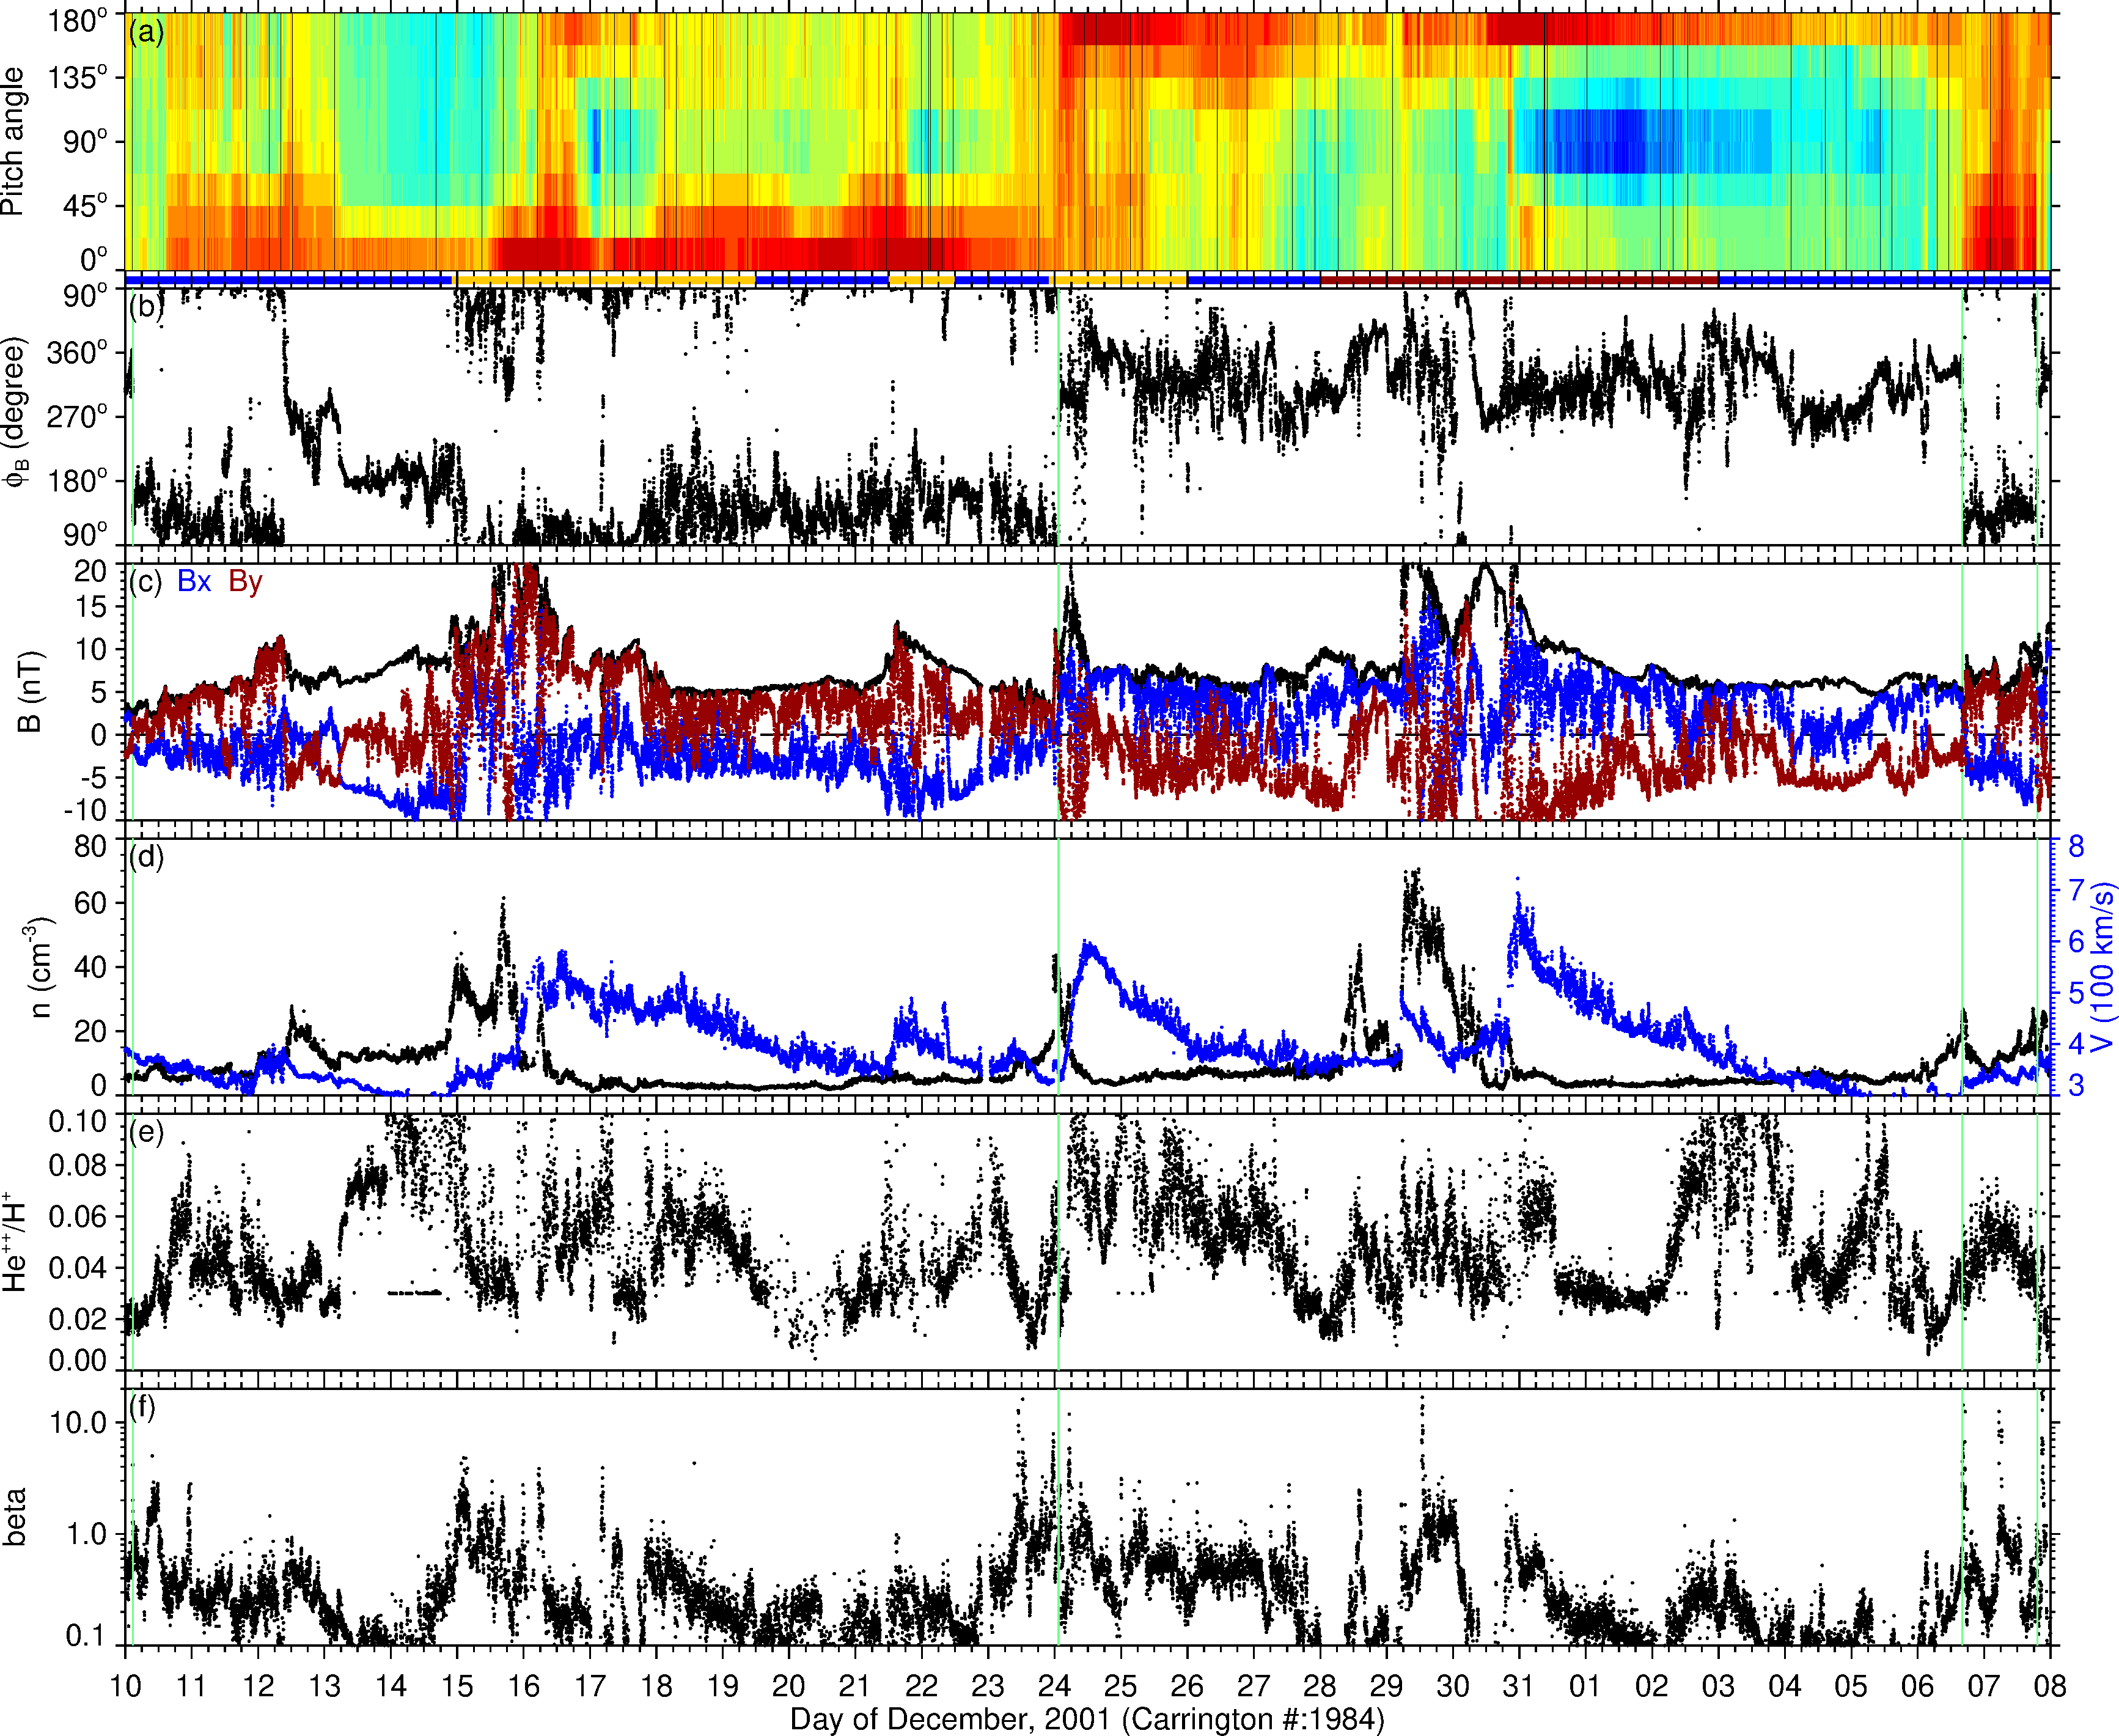 (a)
Pitch angle
180°
135°
90°
45°
0°
(b)
ϕB (degree)
90°
360°
270°
180°
90°
(c) Bx By
B (nT)
20
15
10
5
0
-5
-10
(d)
n (cm-3)
80
60
40
20
0
V (100 km/s)
8
7
6
5
4
3
(e)
He++/H+
0.10
0.08
0.06
0.04
0.02
0.00
(f)
beta
10.0
1.0
0.1
10 11 12 13 14 15 16 17 18 19 20 21 22 23 24 25 26 27 28 29 30 31 01 02 03 04 05 06 07 08
Day of December, 2001 (Carrington #:1984)